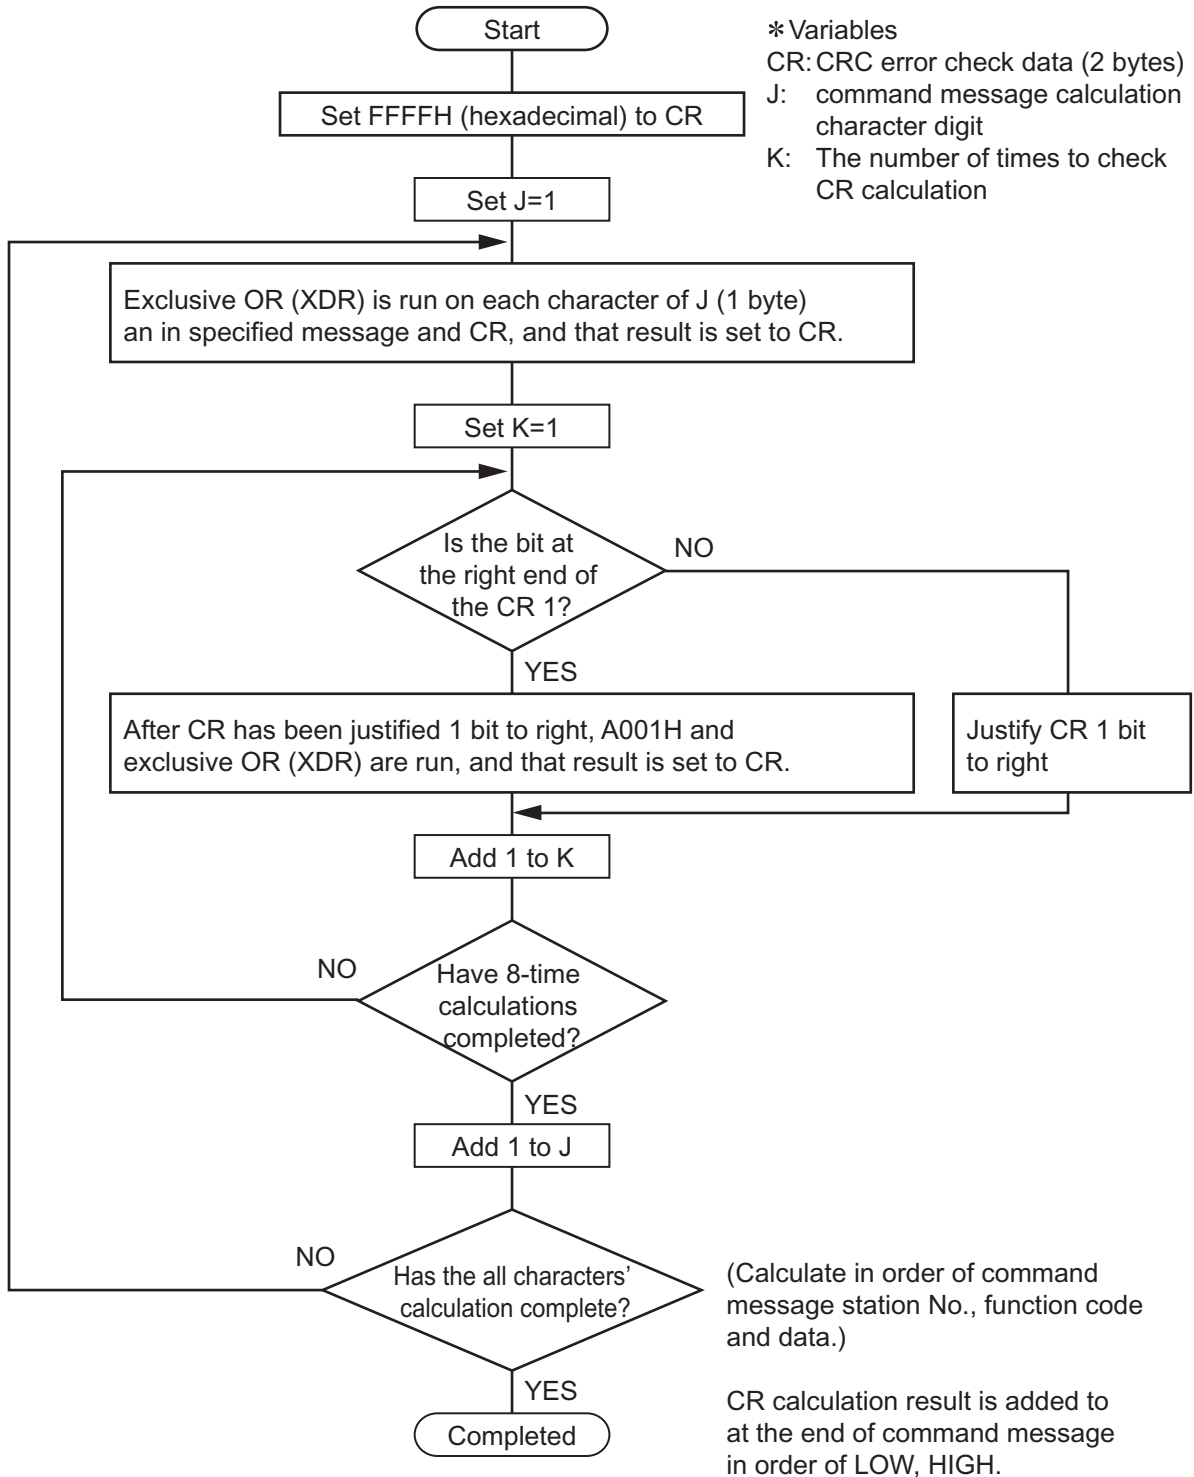 Start
* Variables
CR: CRC error check data (2 bytes)
J: command message calculation
character digit
K: The number of times to check
CR calculation
Set FFFFH (hexadecimal) to CR
Set J=1
Exclusive OR (XDR) is run on each character of J (1 byte)
an in specified message and CR, and that result is set to CR.
Set K=1
Is the bit at
the right end of
the CR 1?
NO
YES
After CR has been justified 1 bit to right, A001H and
exclusive OR (XDR) are run, and that result is set to CR.
Justify CR 1 bit
to right
Add 1 to K
NO
Have 8-time
calculations
completed?
YES
Add 1 to J
NO
Has the all characters’
calculation complete?
(Calculate in order of command
message station No., function code
and data.)
YES
Completed
CR calculation result is added to
at the end of command message
in order of LOW, HIGH.